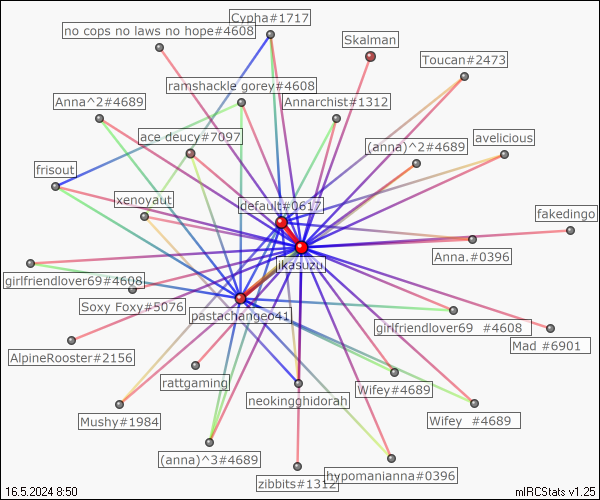 Cypha#1717
no cops no laws no hope#4608
Skalman
Toucan#2473
ramshackle gorey#4608
Anna^2#4689
Annarchist#1312
ace deucy#7097
(anna)^2#4689
avelicious
frisout
xenoyaut
default#0617
fakedingo
Anna.#0396
ikasuzu
girlfriendlover69#4608
Soxy Foxy#5076
pastachange041
girlfriendlover69 #4608
Mad #6901
AlpineRooster#2156
rattgaming
Wifey#4689
neokingghidorah
Mushy#1984
Wifey #4689
(anna)^3#4689
hypomanianna#0396
zibbits#1312
16.5.2024 8:50
mIRCStats v1.25